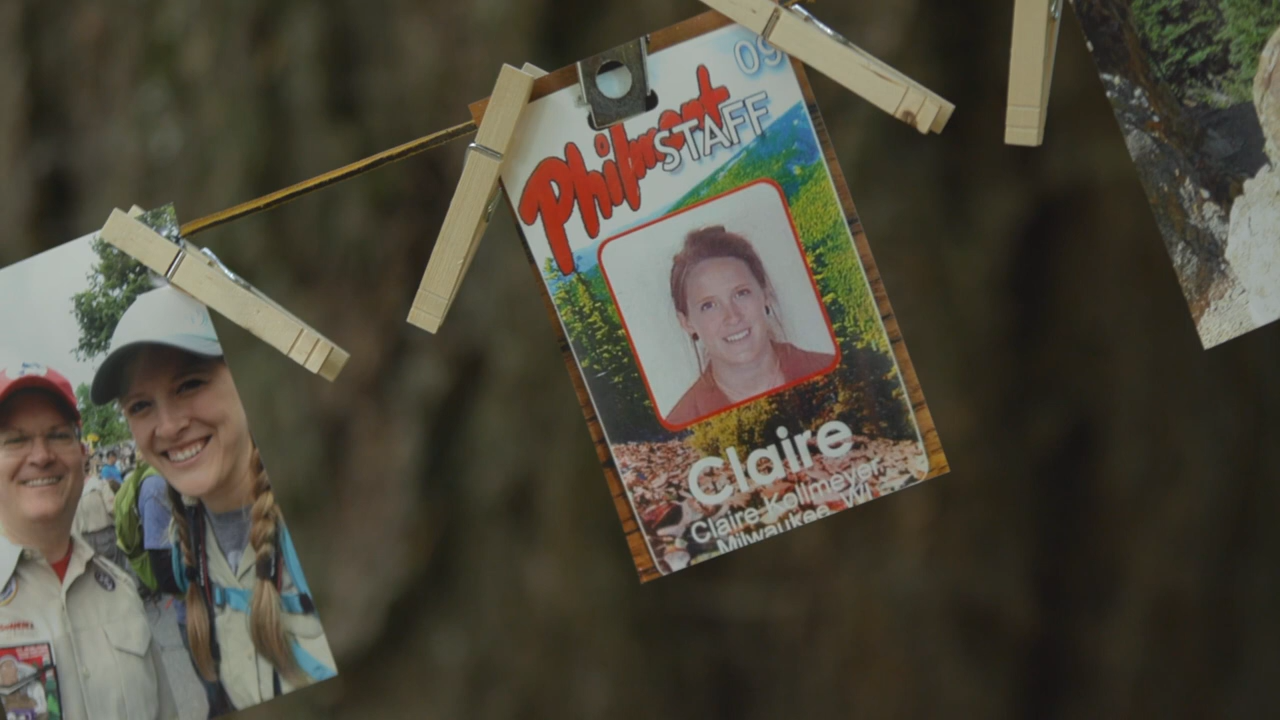 09
Philmont
STAFF
Claire
Claire Kollmeyer
Milwaukee, WI